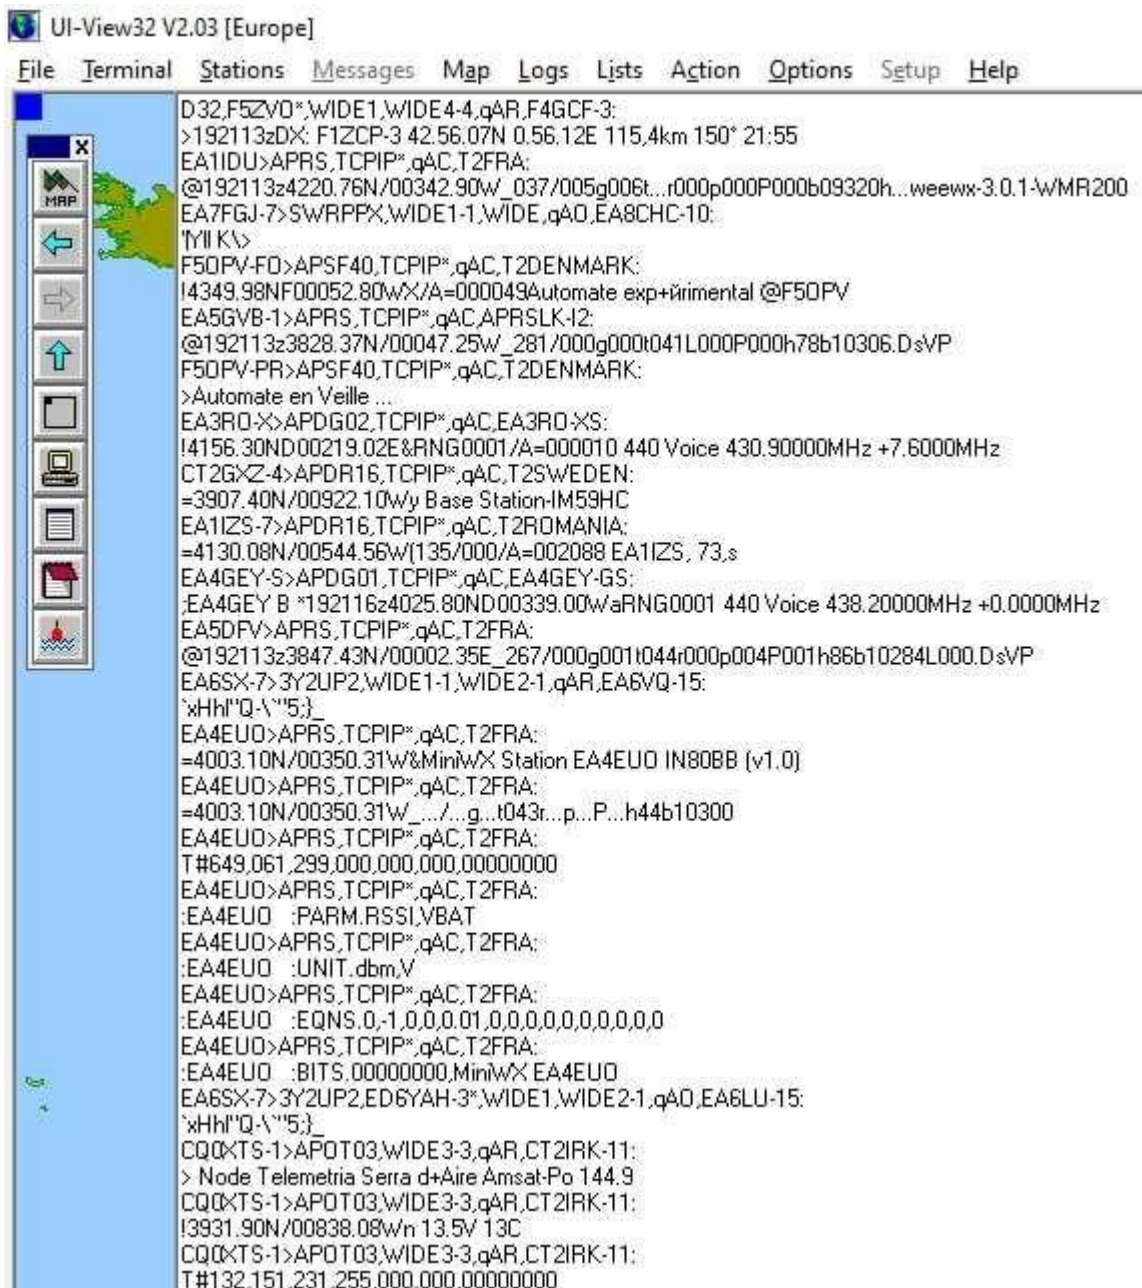 UI-View32 V2.03 [Europe]
File Terminal Stations Messages Map Logs Lists Action Options Setup Help
MAP
D32,F5ZVO*,WIDE1,WIDE4-4,qAR,F4GCF-3:
>192113zDX: F1ZCP-3 42.56.07N 0.56.12E 115,4km 150° 21:55
EA1IDU>APRS,TCPIP*,qAC,T2FRA:
@192113z4220.76N/00342.90W_037/005g006t...r000p000P000b09320h...weewx-3.0.1-WMR200
EA7FGJ-7>SWRPPX,WIDE1-1,WIDE,qAO,EA8CHC-10:
F5OPV-FO>APSF40,TCPIP*,qAC,T2DENMARK:
!4349.98NF00052.80WX/A=000049Automate exp+йrimental @F5OPV
EA5GVB-1>APRS,TCPIP*,qAC,APRSLK-I2:
@192113z3828.37N/00047.25W_281/000g000t041L000P000h78b10306.DsVP
F5OPV-PR>APSF40,TCPIP*,qAC,T2DENMARK:
>Automate en Veille ...
EA3RO-X>APDG02,TCPIP*,qAC,EA3RO-XS:
!4156.30ND00219.02E&RNG0001/A=000010 440 Voice 430.90000MHz +7.6000MHz
CT2GXZ-4>APDR16,TCPIP*,qAC,T2SWEDEN:
=3907.40N/00922.10Wy Base Station-IM59HC
EA1IZS-7>APDR16,TCPIP*,qAC,T2ROMANIA:
=4130.08N/00544.56W(135/000/A=002088 EA1IZS, 73,s
EA4GEY-S>APDG01,TCPIP*,qAC,EA4GEY-GS:
;EA4GEY B *192116z4025.80ND00339.00WaRNG0001 440 Voice 438.20000MHz +0.0000MHz
EA5DFV>APRS,TCPIP*,qAC,T2FRA:
@192113z3847.43N/00002.35E_267/000g001t044r000p004P001h86b10284L000.DsVP
EA6SX-7>3Y2UP2,WIDE1-1,WIDE2-1,qAR,EA6VQ-15:
`xHhl"Q-\`"5;}_
EA4EUO>APRS,TCPIP*,qAC,T2FRA:
=4003.10N/00350.31W&MiniWX Station EA4EUO IN80BB (v1.0)
EA4EUO>APRS,TCPIP*,qAC,T2FRA:
=4003.10N/00350.31W_.../...g...t043r...p...P...h44b10300
EA4EUO>APRS,TCPIP*,qAC,T2FRA:
T#649,061,299,000,000,000,00000000
EA4EUO>APRS,TCPIP*,qAC,T2FRA:
:EA4EUO   :PARM.RSSI,VBAT
EA4EUO>APRS,TCPIP*,qAC,T2FRA:
:EA4EUO   :UNIT.dbm,V
EA4EUO>APRS,TCPIP*,qAC,T2FRA:
:EA4EUO   :EQNS.0,-1,0,0,0.01,0,0,0,0,0,0,0,0,0,0
EA4EUO>APRS,TCPIP*,qAC,T2FRA:
:EA4EUO   :BITS.00000000,MiniWX EA4EUO
EA6SX-7>3Y2UP2,ED6YAH-3*,WIDE1,WIDE2-1,qAO,EA6LU-15:
`xHhl"Q-\`"5;}_
CQ0XTS-1>APOT03,WIDE3-3,qAR,CT2IRK-11:
> Node Telemetria Serra d+Aire Amsat-Po 144.9
CQ0XTS-1>APOT03,WIDE3-3,qAR,CT2IRK-11:
!3931.90N/00838.08Wn 13.5V 13C
CQ0XTS-1>APOT03,WIDE3-3,qAR,CT2IRK-11:
T#132,151,231,255,000,000,00000000